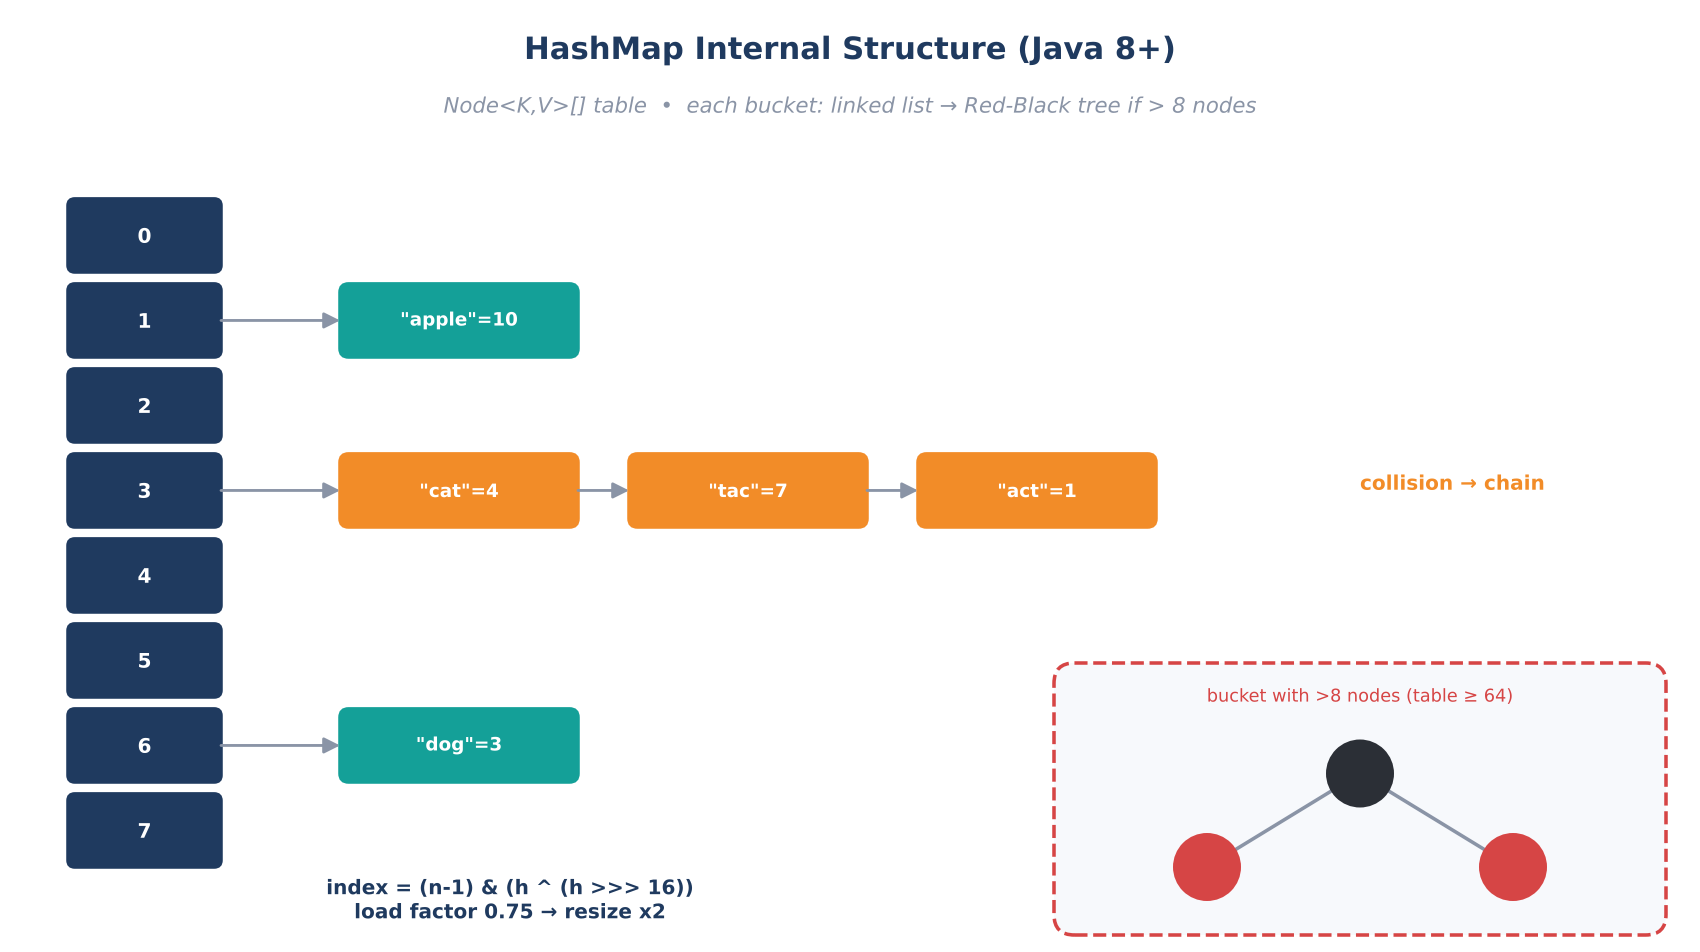 HashMap Internal Structure (Java 8+)
Node<K,V>[] table • each bucket: linked list → Red-Black tree if > 8 nodes
0
1
"apple"=10
2
3
"cat"=4
"tac"=7
"act"=1
collision → chain
4
5
6
"dog"=3
7
bucket with >8 nodes (table ≥ 64)
index = (n-1) & (h ^ (h >>> 16))
load factor 0.75 → resize x2